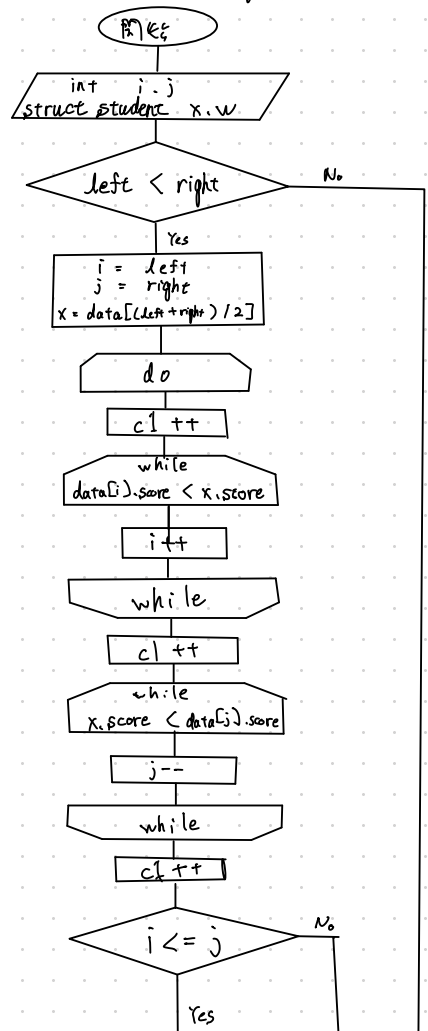 開始
int i.j
struct student x.w
left < right
No
Yes
i = left
j = right
x = data[(left+right)/2]
do
c1 ++
while
data[i].score < x.score
i++
while
c1 ++
while
x.score < data[j].score
j--
while
c1 ++
i <= j
No
Yes